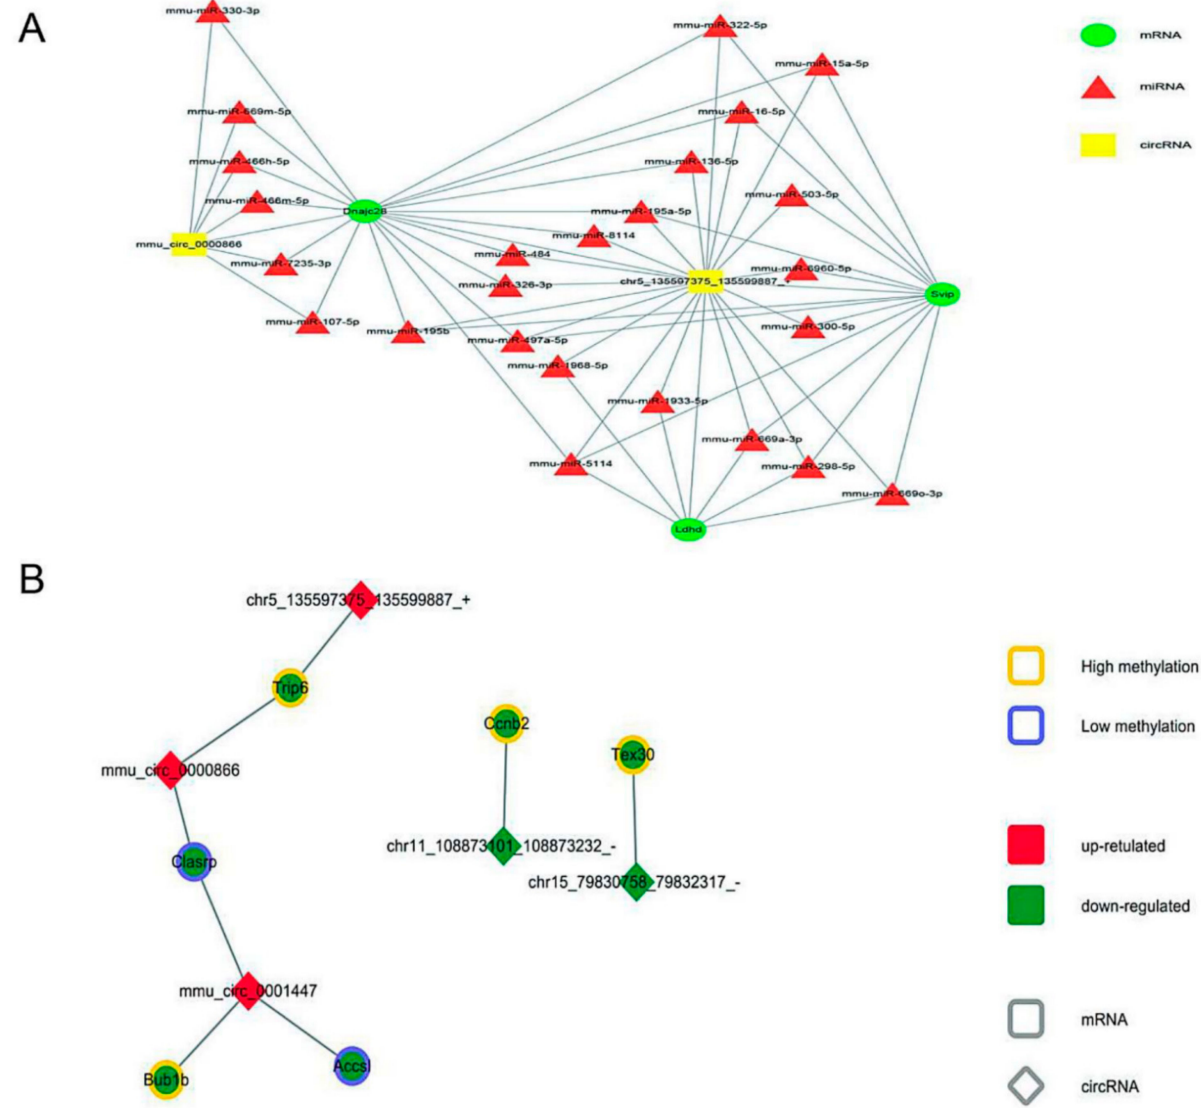 A
mmu-miR-330-3p
mmu-miR-322-5p
mRNA
mmu-miR-15a-5p
miRNA
mmu-miR-669m-5p
mmu-miR-16-5p
circRNA
mmu-miR-466h-5p
mmu-miR-136-5p
mmu-miR-466m-5p
mmu-miR-503-5p
Dnajc28
mmu-miR-195a-5p
mmu-miR-8114
mmu_circ_0000866
mmu-miR-484
mmu-miR-7235-3p
mmu-miR-6960-5p
mmu-miR-326-3p
chr5_135597375_135599887_+
Svip
mmu-miR-107-5p
mmu-miR-195b
mmu-miR-300-5p
mmu-miR-497a-5p
mmu-miR-1968-5p
mmu-miR-1933-5p
mmu-miR-669a-3p
mmu-miR-5114
mmu-miR-298-5p
mmu-miR-669o-3p
Ldhd
B
chr5_135597375_135599887_+
High methylation
Trip6
Ccnb2
Low methylation
Tex30
mmu_circ_0000866
chr11_108873101_108873232_-
up-retulated
Clasrp
chr15_79830758_79832317_-
down-regulated
mmu_circ_0001447
mRNA
Accsl
Bub1b
circRNA